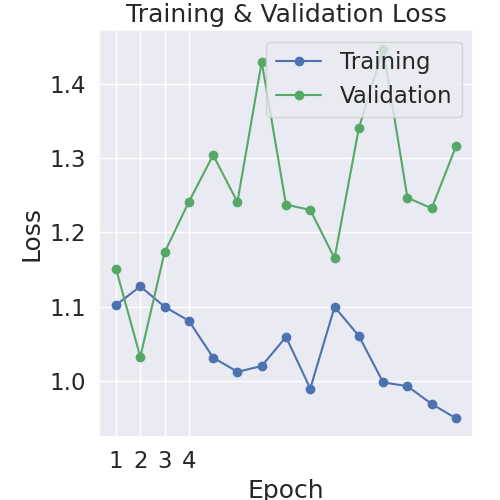 Training & Validation Loss
Training
Validation
Loss
1.4
1.3
1.2
1.1
1.0
1 2 3 4
Epoch